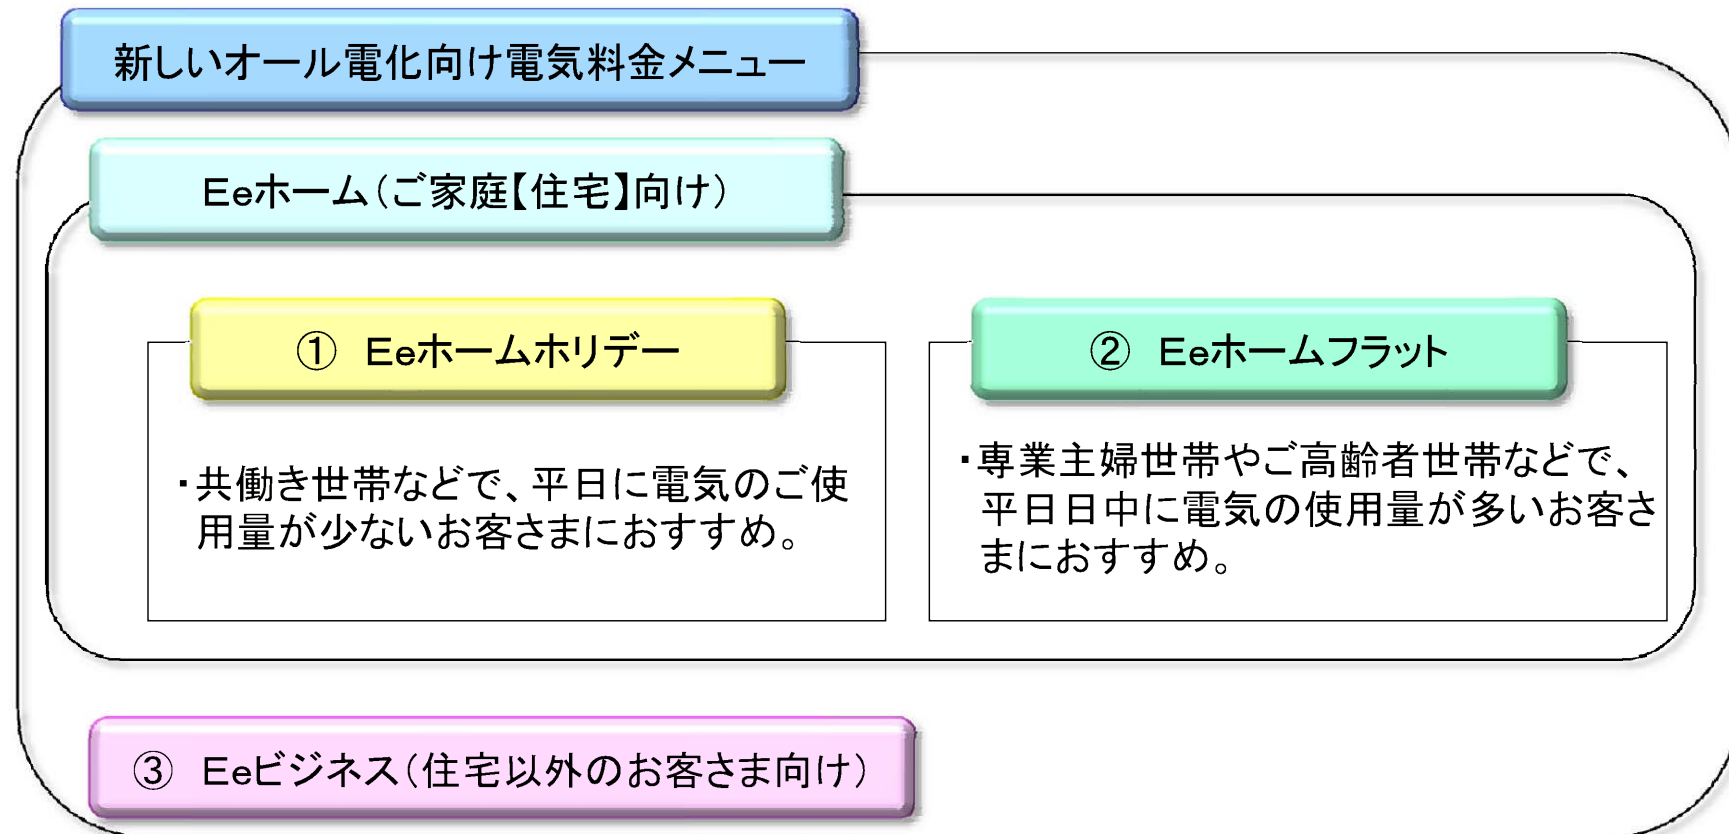 新しいオール電化向け電気料金メニュー
Eeホーム(ご家庭【住宅】向け)
① Eeホームホリデー
・共働き世帯などで、平日に電気のご使
用量が少ないお客さまにおすすめ。
② Eeホームフラット
・専業主婦世帯やご高齢者世帯などで、
平日日中に電気の使用量が多いお客さ
まにおすすめ。
③ Eeビジネス(住宅以外のお客さま向け)